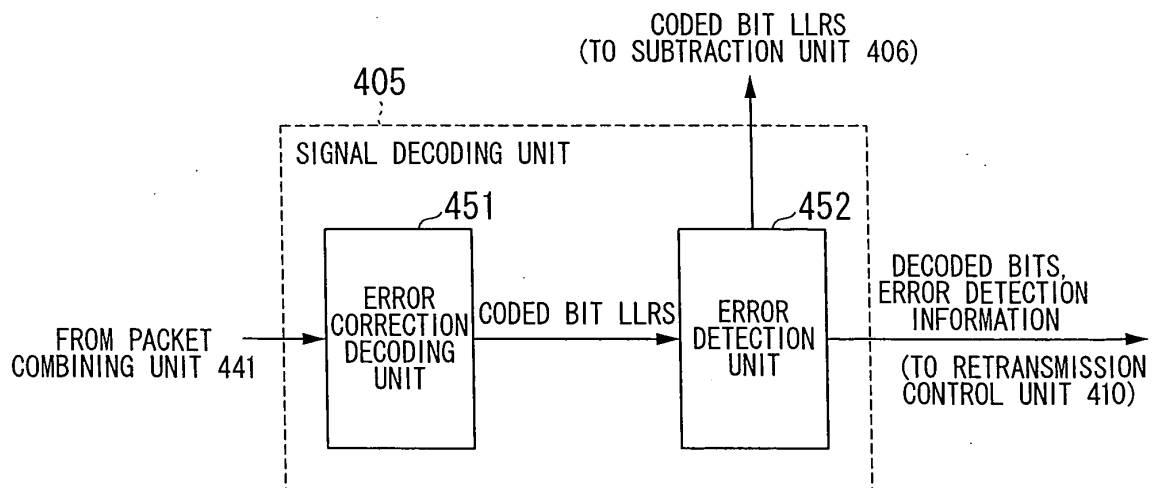 CODED BIT LLRS
(TO SUBTRACTION UNIT 406)
405
SIGNAL DECODING UNIT
451
452
ERROR
CORRECTION
DECODING
UNIT
CODED BIT LLRS
ERROR
DETECTION
UNIT
DECODED BITS,
ERROR DETECTION
INFORMATION
FROM PACKET
COMBINING UNIT 441
(TO RETRANSMISSION
CONTROL UNIT 410)